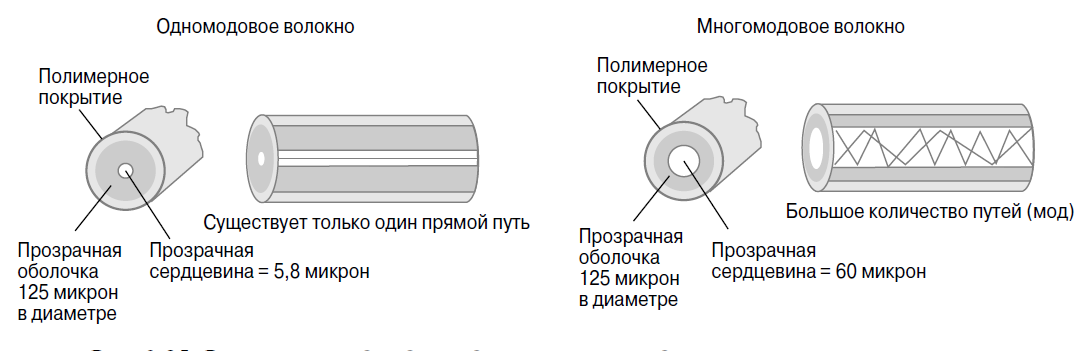 Одномодовое волокно
Полимерное
покрытие
Существует только один прямой путь
Прозрачная
оболочка
125 микрон
в диаметре
Прозрачная
сердцевина = 5,8 микрон
Многомодовое волокно
Полимерное
покрытие
Большое количество путей (мод)
Прозрачная
оболочка
125 микрон
в диаметре
Прозрачная
сердцевина = 60 микрон